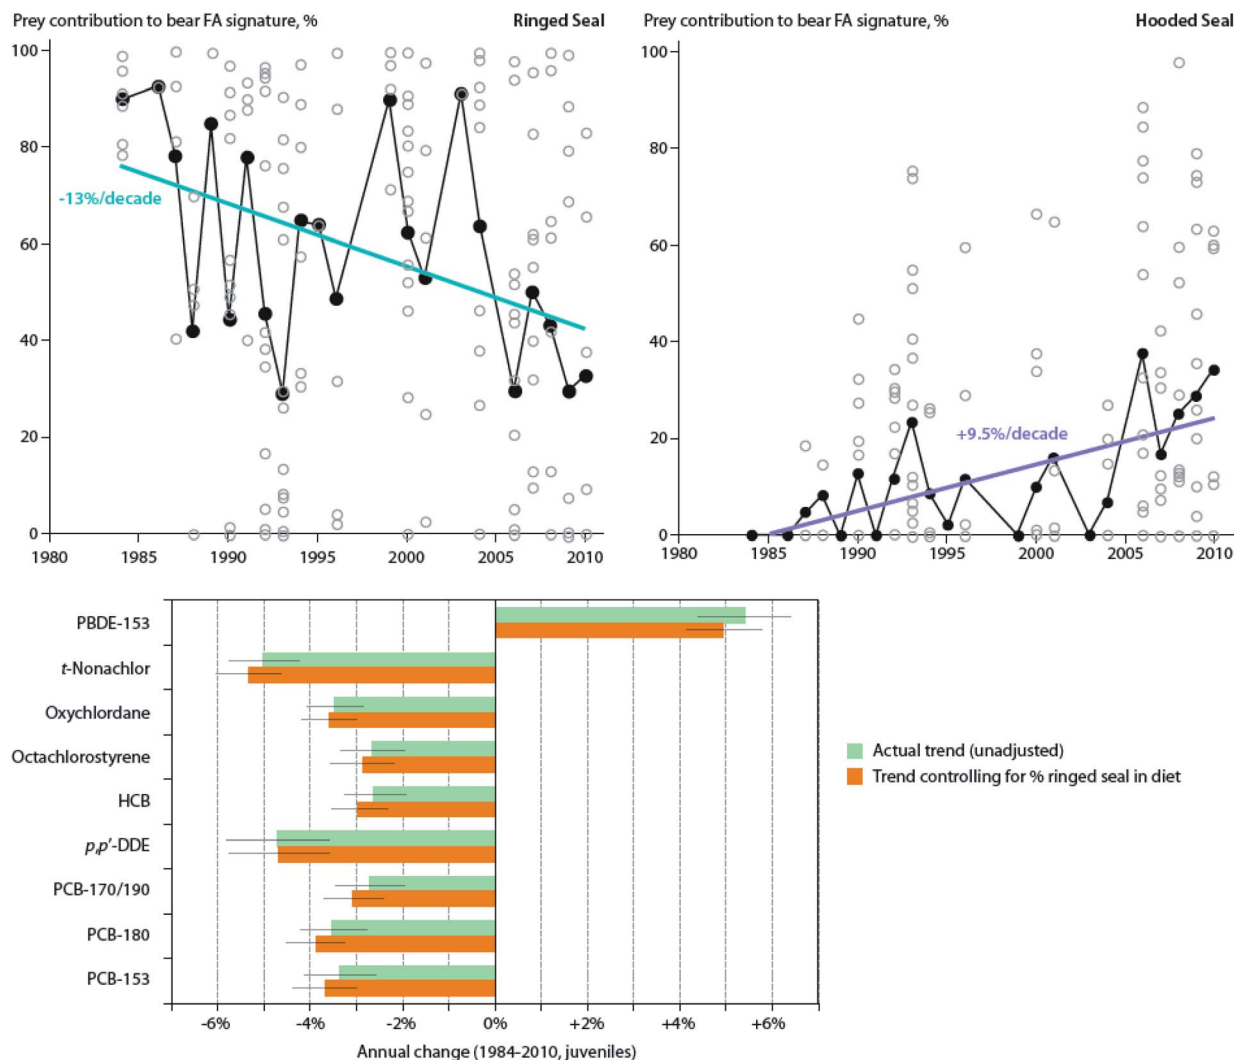 Prey contribution to bear FA signature, % Ringed Seal
100
80
60
40
20
0
-13%/decade
1980 1985 1990 1995 2000 2005 2010
Prey contribution to bear FA signature, % Hooded Seal
100
80
60
40
20
0
+9.5%/decade
1980 1985 1990 1995 2000 2005 2010
PBDE-153
t-Nonachlor
Oxychlordane
Octachlorostyrene
HCB
p,p'-DDE
PCB-170/190
PCB-180
PCB-153
-6% -4% -2% 0% +2% +4% +6%
Annual change (1984-2010, juveniles)
Actual trend (unadjusted)
Trend controlling for % ringed seal in diet